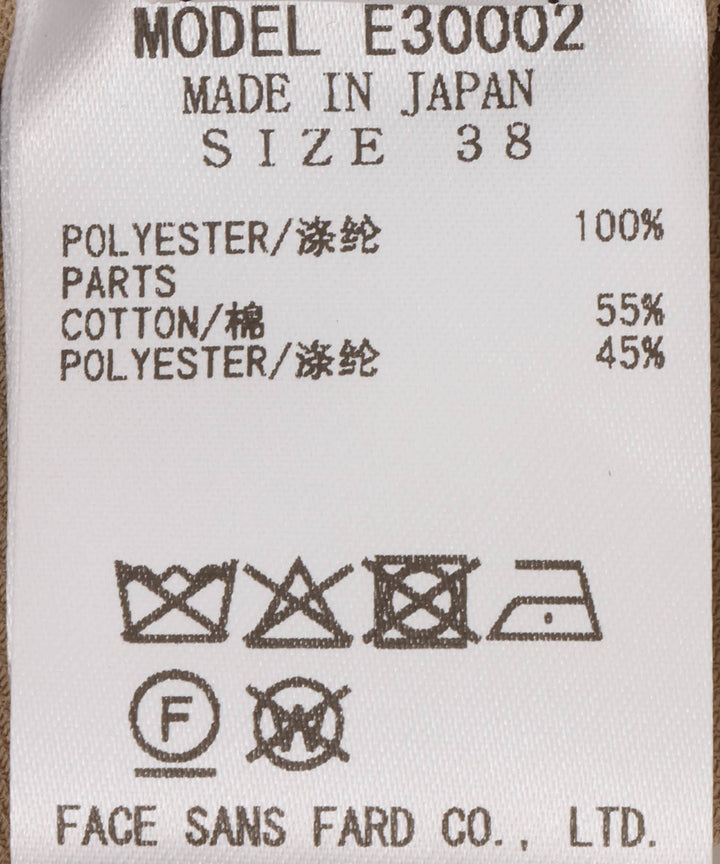 MODEL E30002
MADE IN JAPAN
SIZE 38
POLYESTER/涤纶 100%
PARTS
COTTON/棉 55%
POLYESTER/涤纶 45%
F W
FACE SANS FARD CO., LTD.